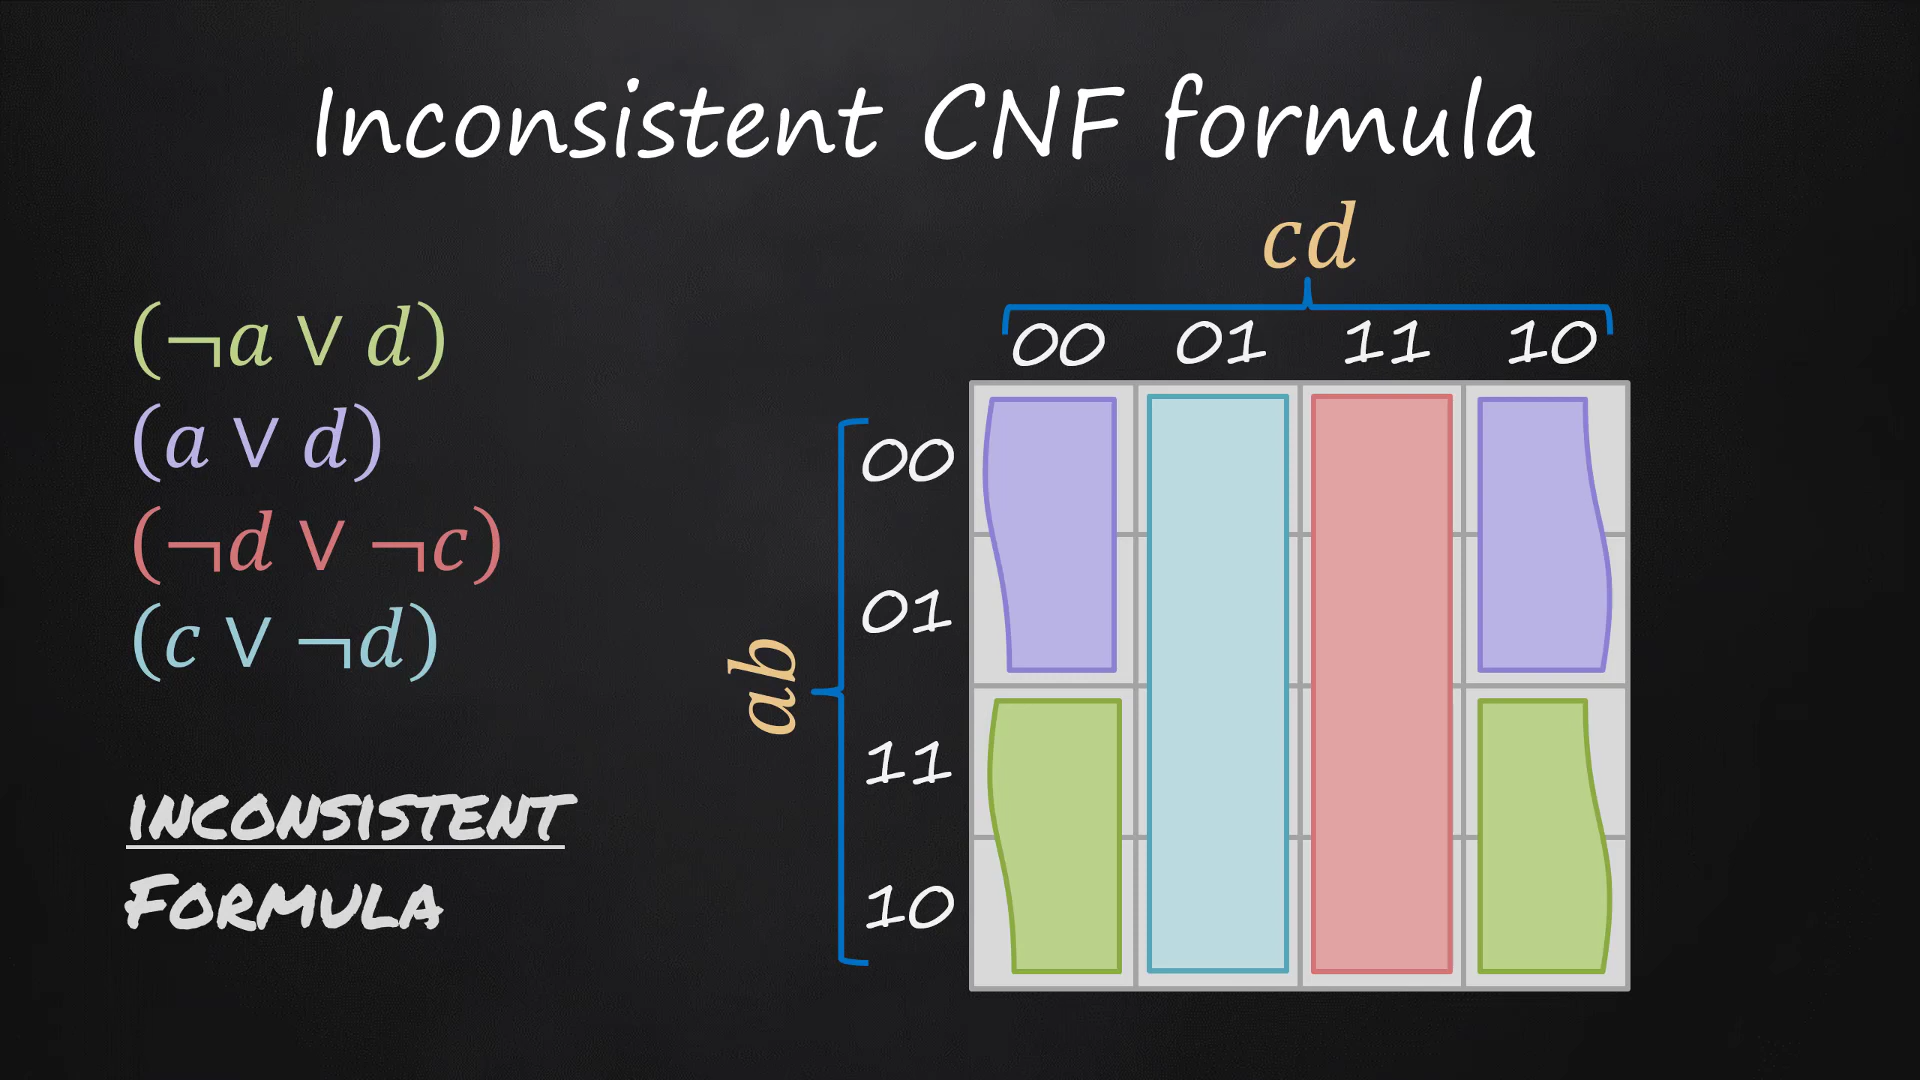 Inconsistent CNF formula
(¬a ∨ d)
(a ∨ d)
(¬d ∨ ¬c)
(c ∨ ¬d)
INCONSISTENT
FORMULA
cd
00 01 11 10
ab
00
01
11
10